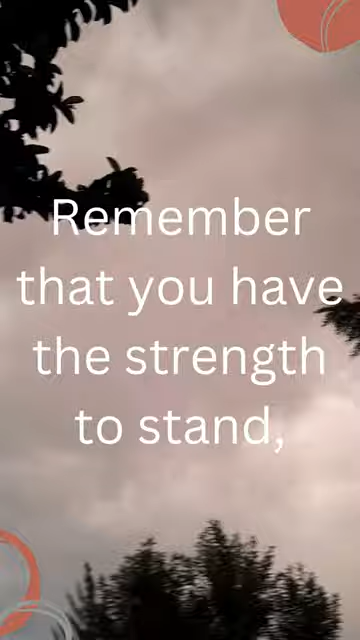 Remember
that you have
the strength
to stand,